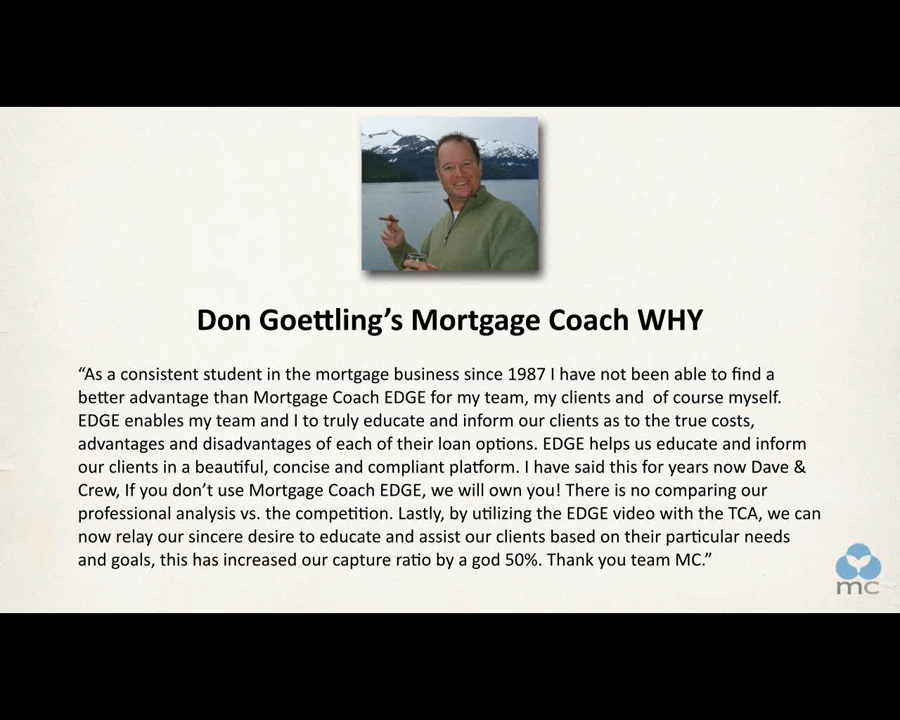 Don Goettling’s Mortgage Coach WHY
“As a consistent student in the mortgage business since 1987 I have not been able to find a
better advantage than Mortgage Coach EDGE for my team, my clients and  of course myself.
EDGE enables my team and I to truly educate and inform our clients as to the true costs,
advantages and disadvantages of each of their loan options. EDGE helps us educate and inform
our clients in a beautiful, concise and compliant platform. I have said this for years now Dave &
Crew, If you don’t use Mortgage Coach EDGE, we will own you! There is no comparing our
professional analysis vs. the competition. Lastly, by utilizing the EDGE video with the TCA, we can
now relay our sincere desire to educate and assist our clients based on their particular needs
and goals, this has increased our capture ratio by a god 50%. Thank you team MC.”
mc